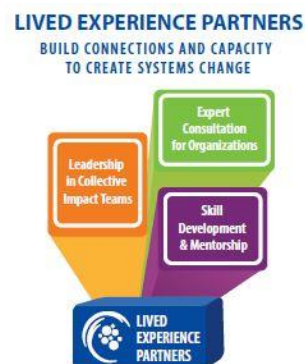 LIVED EXPERIENCE PARTNERS
BUILD CONNECTIONS AND CAPACITY
TO CREATE SYSTEMS CHANGE
Expert
Consultation
for Organizations
Leadership
in Collective
Impact Teams
Skill
Development
& Mentorship
LIVED
EXPERIENCE
PARTNERS